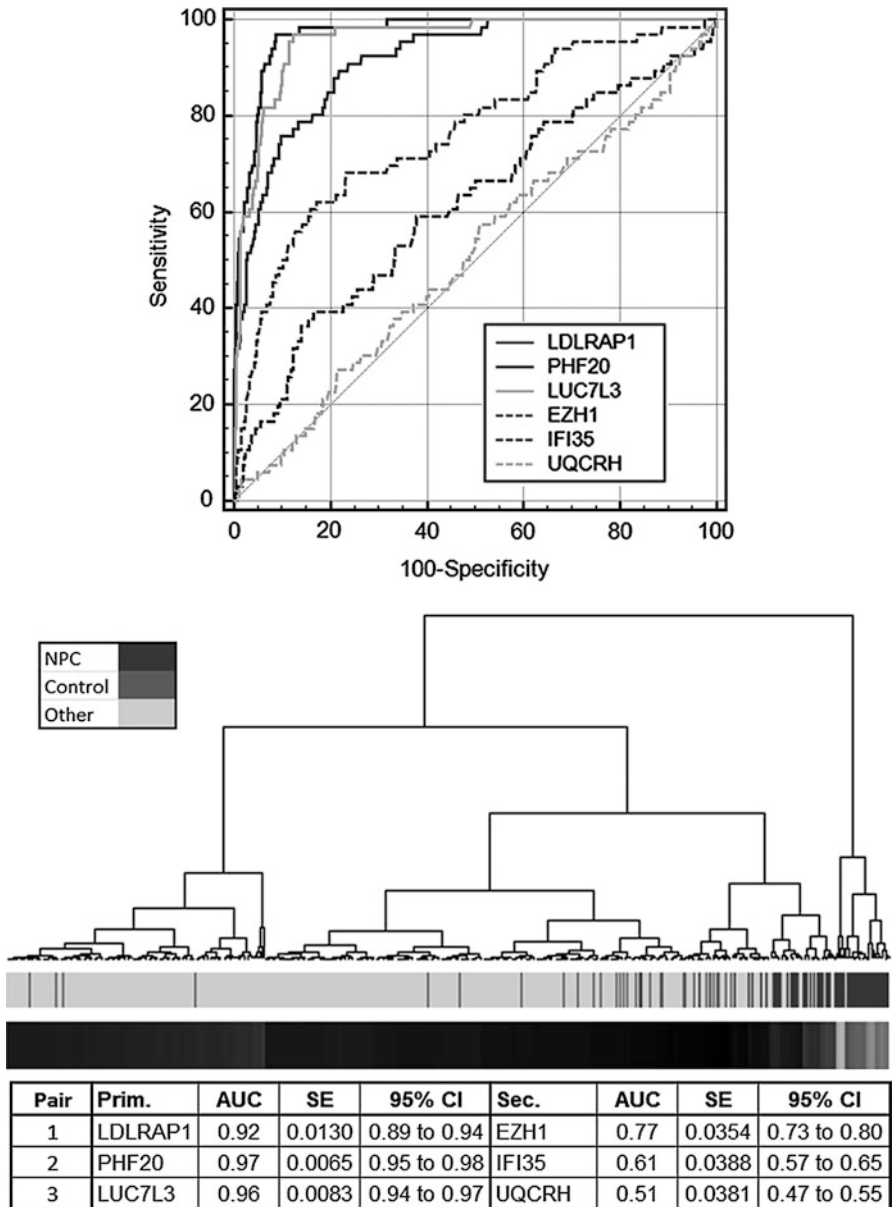 100
80
60
40
20
0
Sensitivity
LDLRAP1
PHF20
LUC7L3
EZH1
IFI35
UQCRH
0 20 40 60 80 100
100-Specificity
NPC
Control
Other
Pair Prim. AUC SE 95% CI Sec. AUC SE 95% CI
1 LDLRAP1 0.92 0.0130 0.89 to 0.94 EZH1 0.77 0.0354 0.73 to 0.80
2 PHF20 0.97 0.0065 0.95 to 0.98 IFI35 0.61 0.0388 0.57 to 0.65
3 LUC7L3 0.96 0.0083 0.94 to 0.97 UQCRH 0.51 0.0381 0.47 to 0.55